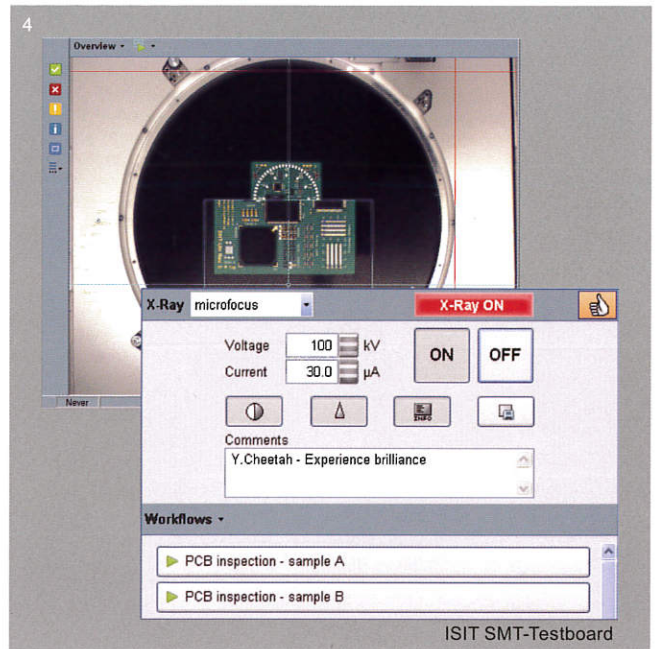 4
Overview
X-Ray microfocus X-Ray ON
Voltage 100 kV
Current 30.0 µA
ON OFF
INFO
Comments
Y.Cheetah - Experience brilliance
Never
Workflows
PCB inspection - sample A
PCB inspection - sample B
ISIT SMT-Testboard